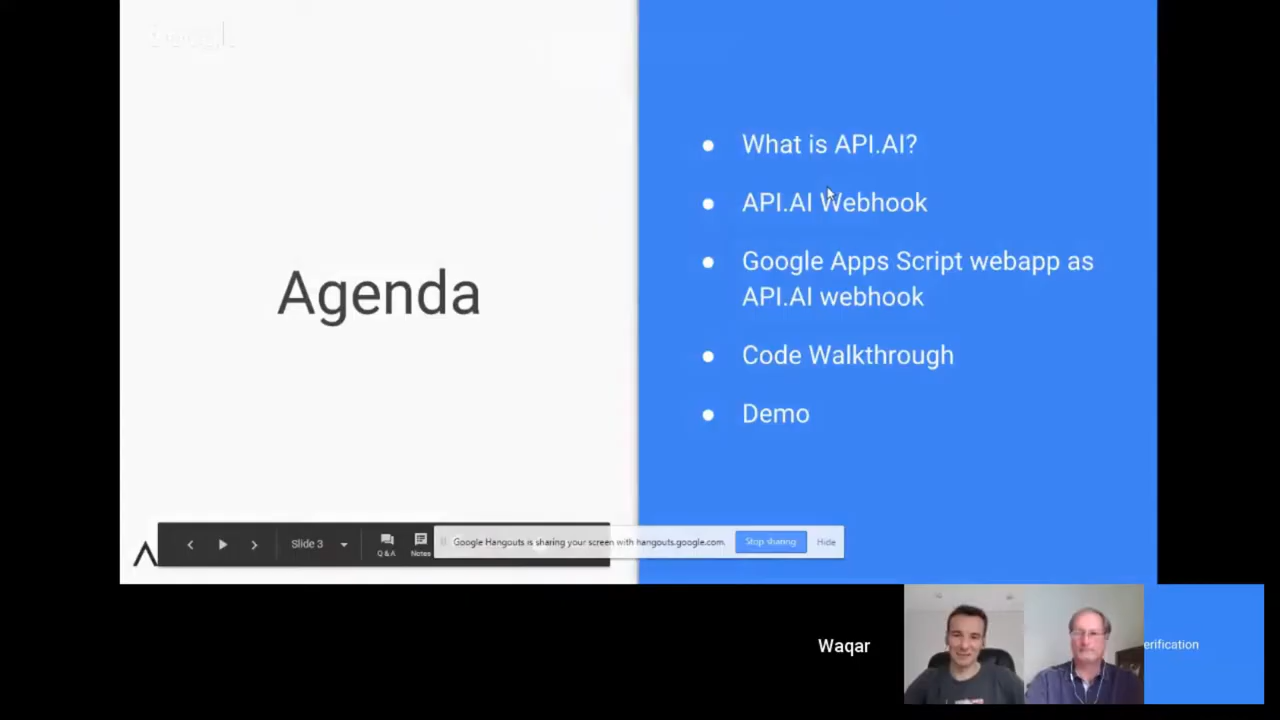 What is API.AI?
API.AI Webhook
Google Apps Script webapp as
API.AI webhook
Agenda
Code Walkthrough
Demo
Slide 3
Q & A
Notes
Google Hangouts is sharing your screen with hangouts.google.com.
Stop sharing
Hide
Waqar
erification